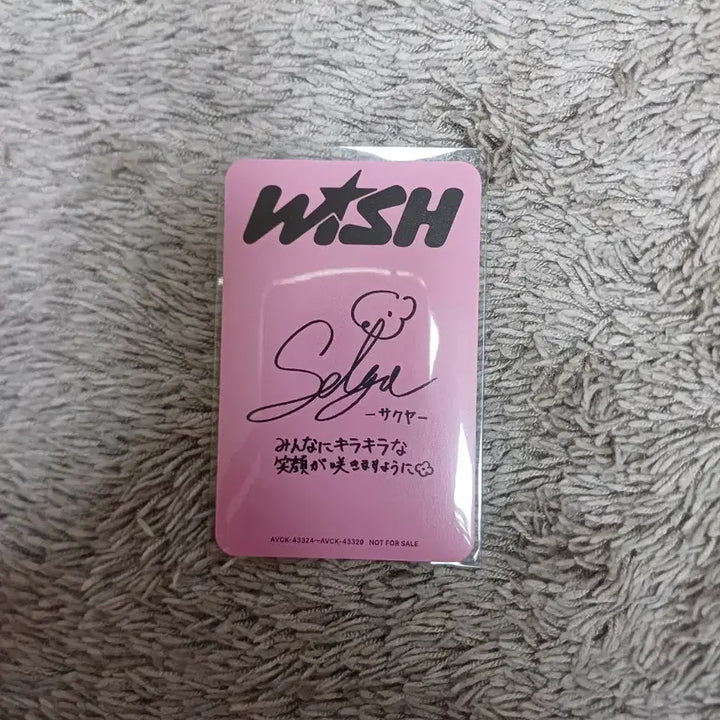 WiSH
ーサクヤー
みんなにキラキラな
笑顔が咲きますように
AVCK-43324~AVCK-43329 NOT FOR SALE